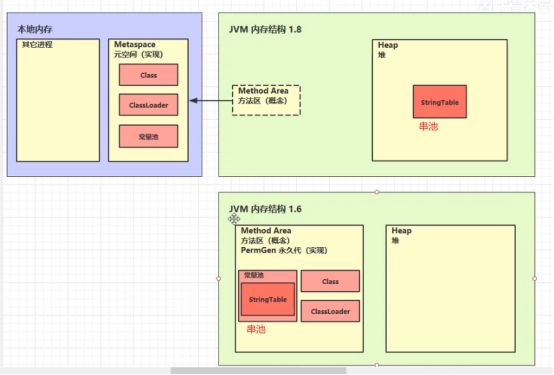 本地内存
其它进程
Metaspace
元空间（实现）
Class
ClassLoader
常量池
JVM 内存结构 1.8
Method Area
方法区（概念）
Heap
堆
StringTable
串池
JVM 内存结构 1.6
Method Area
方法区（概念）
PermGen 永久代（实现）
常量池
StringTable
串池
Class
ClassLoader
Heap
堆